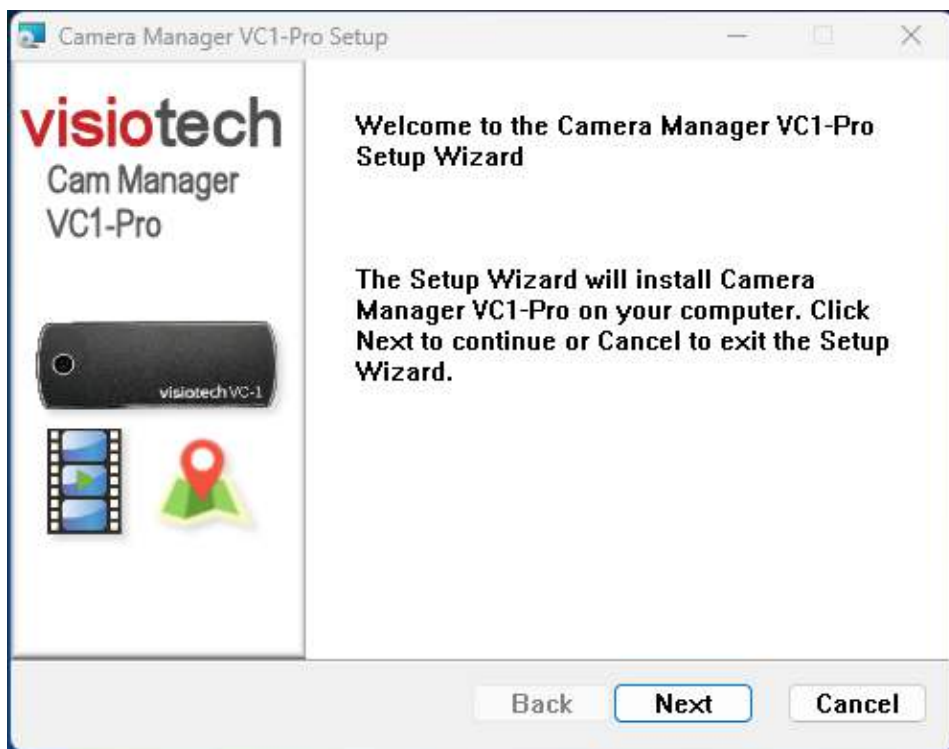 Camera Manager VC1-Pro Setup
visiotech
Cam Manager
VC1-Pro
visiotech VC-1
Welcome to the Camera Manager VC1-Pro
Setup Wizard
The Setup Wizard will install Camera
Manager VC1-Pro on your computer. Click
Next to continue or Cancel to exit the Setup
Wizard.
Back
Next
Cancel